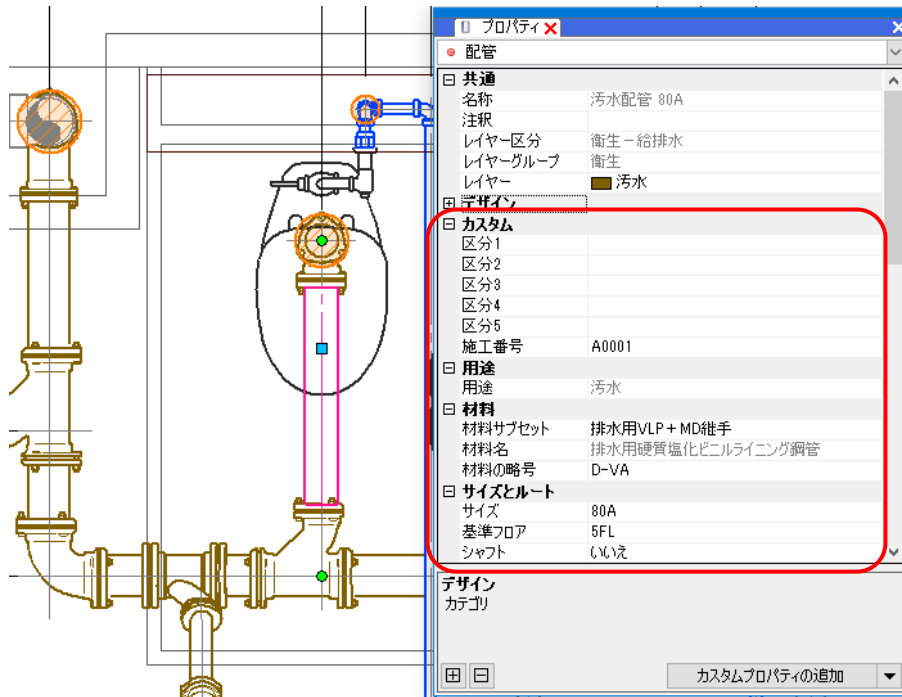 プロパティ
配管
共通
名称 汚水配管 80A
注釈
レイヤー区分 衛生－給排水
レイヤーグループ 衛生
レイヤー 汚水
デザイン
カスタム
区分1
区分2
区分3
区分4
区分5
施工番号 A0001
用途
用途 汚水
材料
材料サブセット 排水用VLP+MD継手
材料名 排水用硬質塩化ビニルライニング鋼管
材料の略号 D-VA
サイズとルート
サイズ 80A
基準フロア 5FL
シャフト いいえ
デザイン
カテゴリ
カスタムプロパティの追加